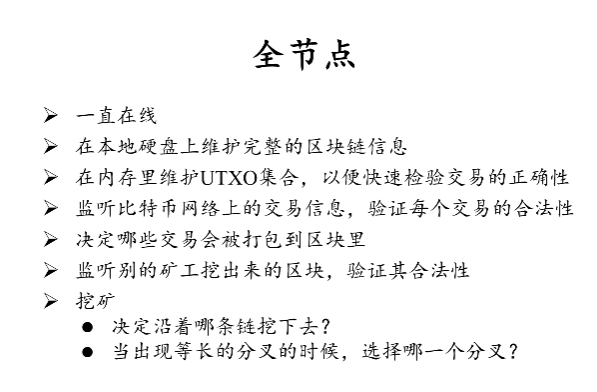 全节点
➢ 一直在线
➢ 在本地硬盘上维护完整的区块链信息
➢ 在内存里维护UTXO集合，以便快速检验交易的正确性
➢ 监听比特币网络上的交易信息，验证每个交易的合法性
➢ 决定哪些交易会被打包到区块里
➢ 监听别的矿工挖出来的区块，验证其合法性
➢ 挖矿
● 决定沿着哪条链挖下去？
● 当出现等长的分叉的时候，选择哪一个分叉？